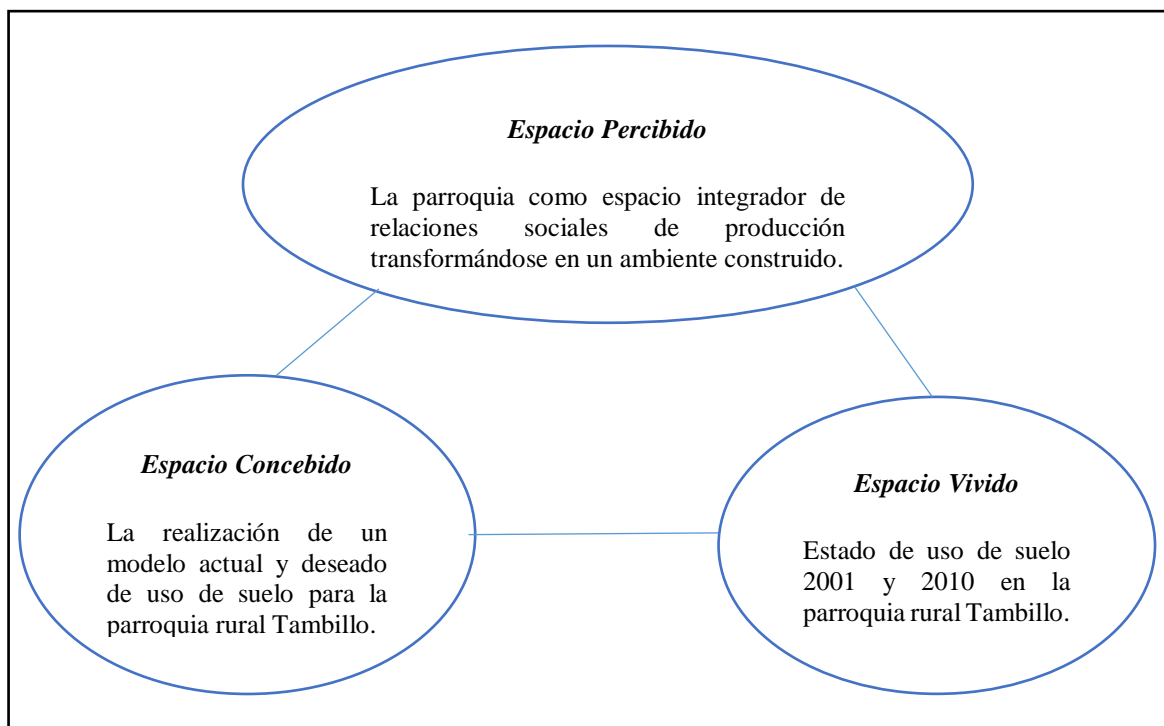 Espacio Percibido
La parroquia como espacio integrador de
relaciones sociales de producción
transformándose en un ambiente construido.
Espacio Concebido
La realización de un
modelo actual y deseado
de uso de suelo para la
parroquia rural Tambillo.
Espacio Vivido
Estado de uso de suelo
2001 y 2010 en la
parroquia rural Tambillo.